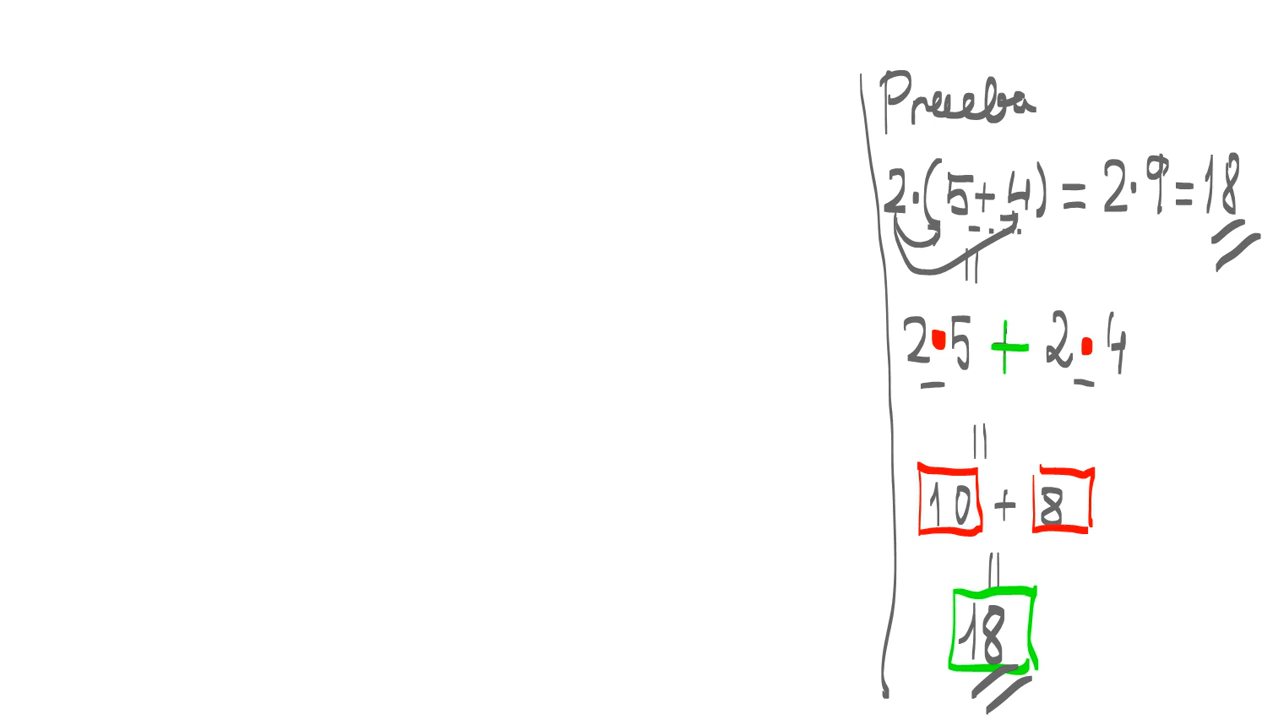 Prueba
2·(5+4) = 2·9=18
||
2·5 + 2·4
||
10 + 8
||
18